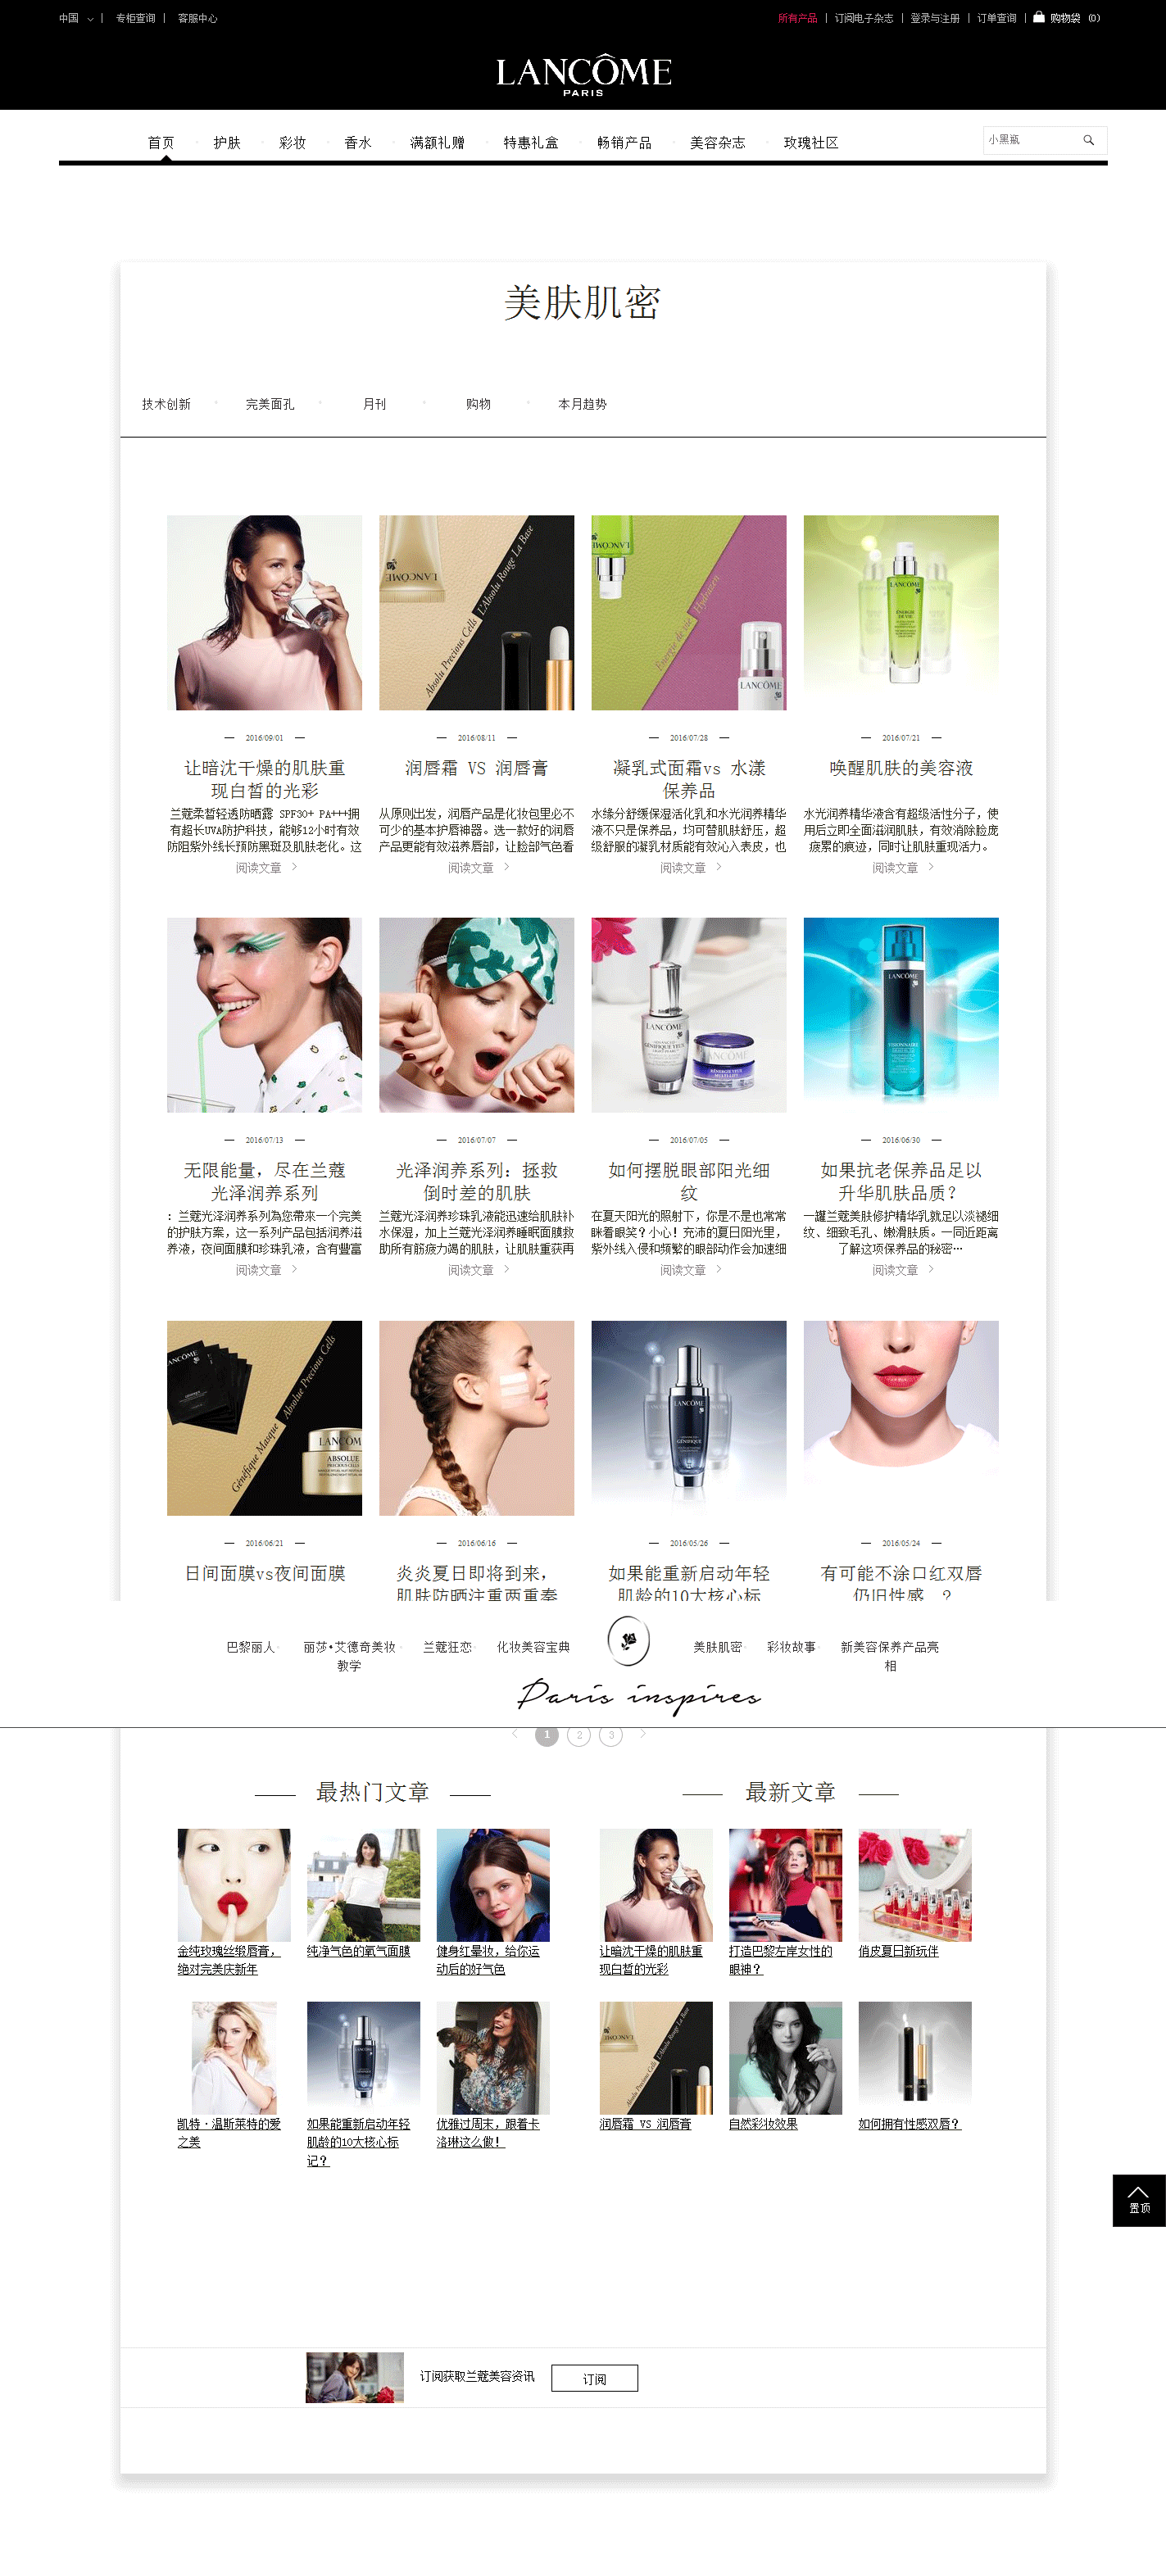 中国 | 专柜查询 | 客服中心
所有产品 | 订阅电子杂志 | 登录与注册 | 订单查询 | 购物袋 (0)
LANCÔME
PARIS
首页 护肤 彩妆 香水 满额礼赠 特惠礼盒 畅销产品 美容杂志 玫瑰社区
小黑瓶
美肤肌密
技术创新 完美面孔 月刊 购物 本月趋势
LANCÔME
Absolu Precious Cells
L'Absolu Rouge La Base
LANCÔME
Energie de vie
Hydrazen
LANCÔME
LANCÔME
ÉNERGIE
DE VIE
— 2016/09/01 —
让暗沈干燥的肌肤重
现白皙的光彩
兰蔻柔皙轻透防晒露 SPF30+ PA+++拥
有超长UVA防护科技，能够12小时有效
防阻紫外线长预防黑斑及肌肤老化。这
阅读文章
— 2016/08/11 —
润唇霜 VS 润唇膏
从原则出发，润唇产品是化妆包里必不
可少的基本护唇神器。选一款好的润唇
产品更能有效滋养唇部，让脸部气色看
阅读文章
— 2016/07/28 —
凝乳式面霜vs 水漾
保养品
水缘分舒缓保湿活化乳和水光润养精华
液不只是保养品，均可替肌肤舒压，超
级舒服的凝乳材质能有效沁入表皮，也
阅读文章
— 2016/07/21 —
唤醒肌肤的美容液
水光润养精华液含有超级活性分子，使
用后立即全面滋润肌肤，有效消除脸庞
疲累的痕迹，同时让肌肤重现活力。
阅读文章
LANCÔME
ADVANCED
GÉNIFIQUE YEUX
LANCÔME
RÉNERGIE YEUX
MULTI-LIFT
LANCÔME
VISIONNAIRE
— 2016/07/13 —
无限能量，尽在兰蔻
光泽润养系列
：兰蔻光泽润养系列為您帶來一个完美
的护肤方案，这一系列产品包括润养滋
养液，夜间面膜和珍珠乳液，含有豐富
阅读文章
— 2016/07/07 —
光泽润养系列：拯救
倒时差的肌肤
兰蔻光泽润养珍珠乳液能迅速给肌肤补
水保湿，加上兰蔻光泽润养睡眠面膜救
助所有筋疲力竭的肌肤，让肌肤重获再
阅读文章
— 2016/07/05 —
如何摆脱眼部阳光细
纹
在夏天阳光的照射下，你是不是也常常
眯着眼笑？小心！充沛的夏日阳光里，
紫外线入侵和频繁的眼部动作会加速细
阅读文章
— 2016/06/30 —
如果抗老保养品足以
升华肌肤品质？
一罐兰蔻美肤修护精华乳就足以淡褪细
纹、细致毛孔、嫩滑肤质。一同近距离
了解这项保养品的秘密…
阅读文章
LANCÔME
Génefique Masque
Absolue Precious Cells
LANCÔME
ABSOLUE
PRECIOUS CELLS
LANCÔME
GÉNIFIQUE
— 2016/06/21 —
日间面膜vs夜间面膜
— 2016/06/16 —
炎炎夏日即将到来，
肌肤防晒注重两重奏
— 2016/05/26 —
如果能重新启动年轻
肌龄的10大核心标
— 2016/05/24 —
有可能不涂口红双唇
仍旧性感 ？
巴黎丽人 丽莎•艾德奇美妆 兰蔻狂恋 化妆美容宝典 美肤肌密 彩妆故事 新美容保养产品亮
教学 相
Paris inspires
1 2 3
最热门文章
金纯玫瑰丝缎唇膏，
绝对完美庆新年
纯净气色的氧气面膜
健身红晕妆，给你运
动后的好气色
凯特·温斯莱特的爱
之美
如果能重新启动年轻
肌龄的10大核心标
记？
优雅过周末，跟着卡
洛琳这么做！
最新文章
让暗沈干燥的肌肤重
现白皙的光彩
打造巴黎左岸女性的
眼神？
俏皮夏日新玩伴
润唇霜 VS 润唇膏
自然彩妆效果
如何拥有性感双唇？
置顶
订阅获取兰蔻美容资讯
订阅